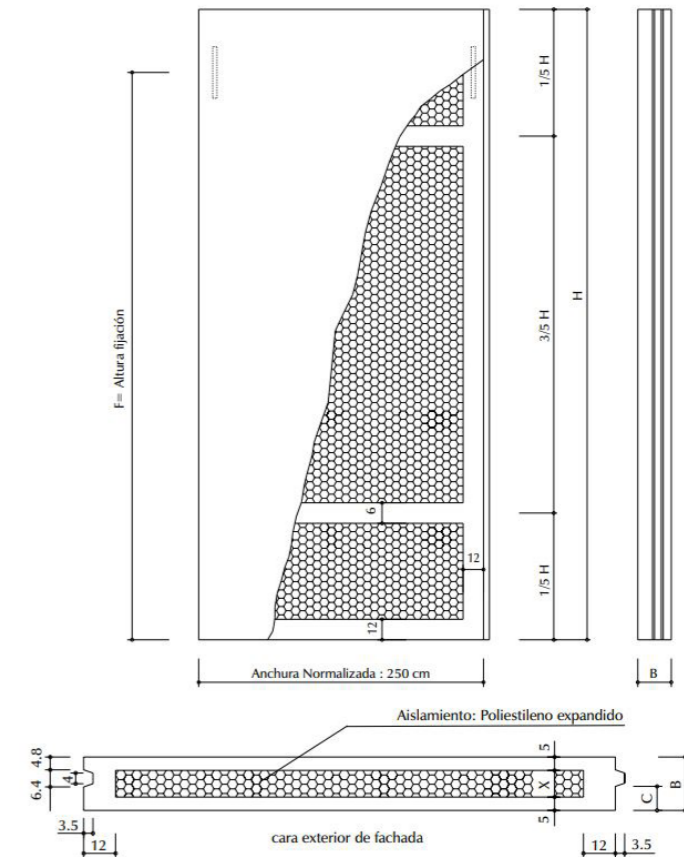 1/5 H
H
3/5 H
F= Altura fijación
6
12
1/5 H
12
Anchura Normalizada : 250 cm
B
Aislamiento: Poliestileno expandido
4.8
5
4
X
B
6.4
C
5
3.5
cara exterior de fachada
12
12
3.5